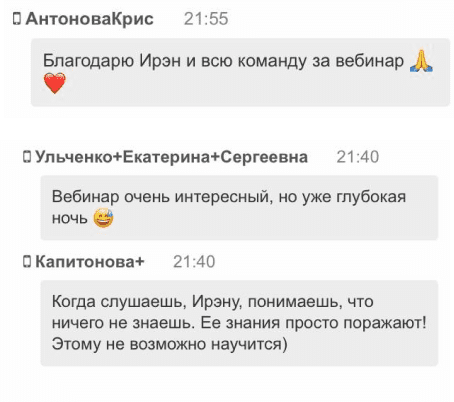 АнтоноваКрис 21:55
Благодарю Ирэн и всю команду за вебинар 🙏
❤️
Ульченко+Екатерина+Сергеевна 21:40
Вебинар очень интересный, но уже глубокая
ночь 😅
Капитонова+ 21:40
Когда слушаешь, Ирэну, понимаешь, что
ничего не знаешь. Ее знания просто поражают!
Этому не возможно научится)